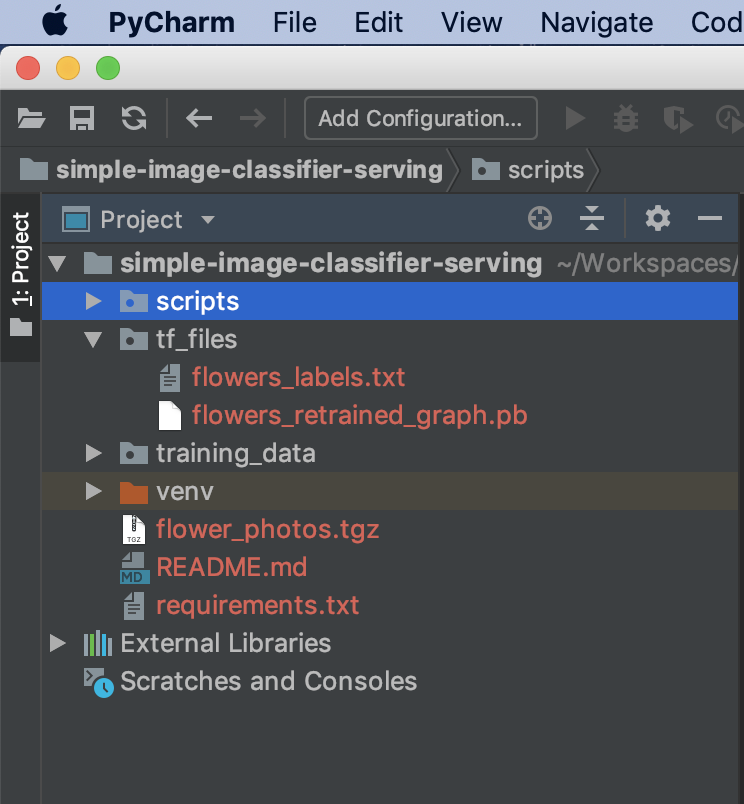 PyCharm File Edit View Navigate Cod
Add Configuration...
simple-image-classifier-serving scripts
1: Project
Project
simple-image-classifier-serving ~/Workspaces/
scripts
tf_files
flowers_labels.txt
flowers_retrained_graph.pb
training_data
venv
TGZ flower_photos.tgz
MD README.md
requirements.txt
External Libraries
Scratches and Consoles